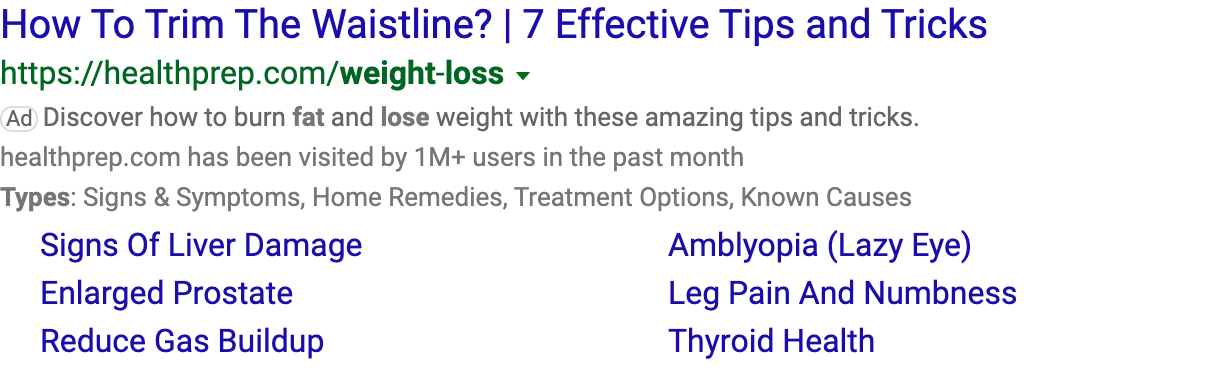 How To Trim The Waistline? | 7 Effective Tips and Tricks
https://healthprep.com/weight-loss
Ad Discover how to burn fat and lose weight with these amazing tips and tricks.
healthprep.com has been visited by 1M+ users in the past month
Types: Signs & Symptoms, Home Remedies, Treatment Options, Known Causes
Signs Of Liver Damage Amblyopia (Lazy Eye)
Enlarged Prostate Leg Pain And Numbness
Reduce Gas Buildup Thyroid Health